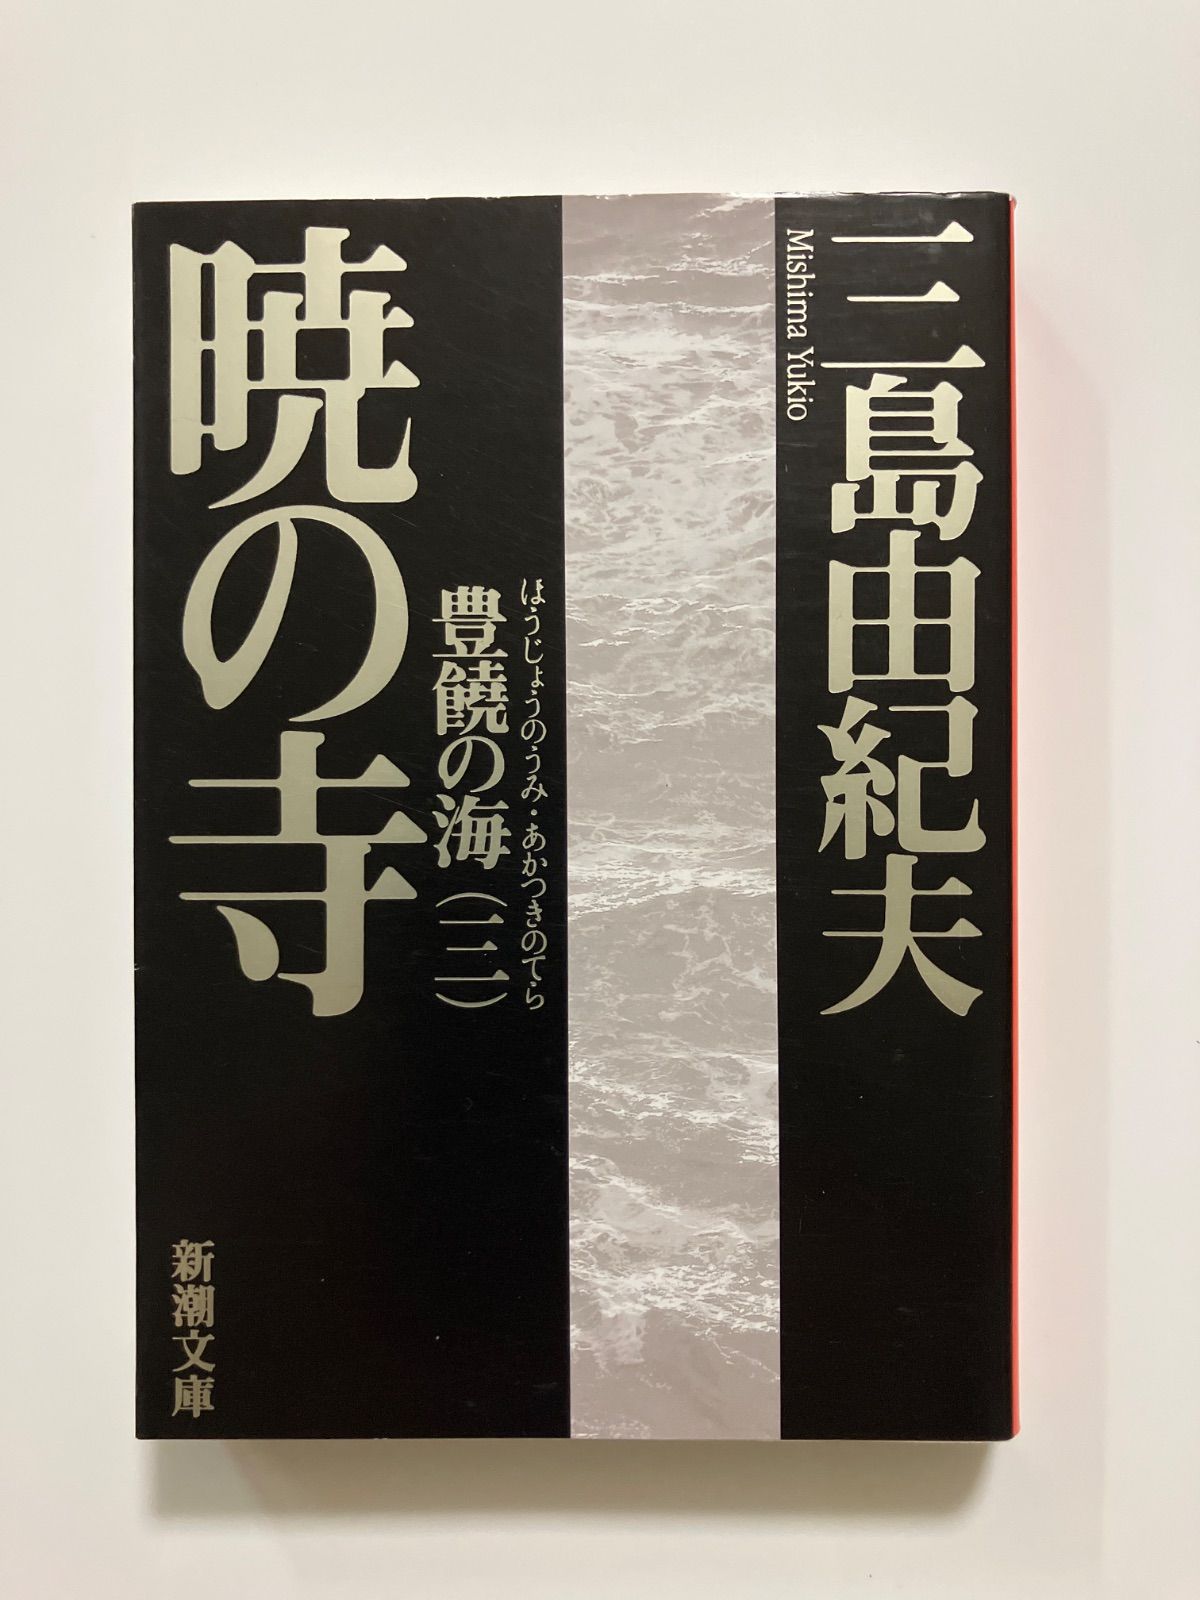 三島由紀夫
Mishima Yukio
ほうじょうのうみ・あかつきのてら
豊饒の海（三）
暁の寺
新潮文庫